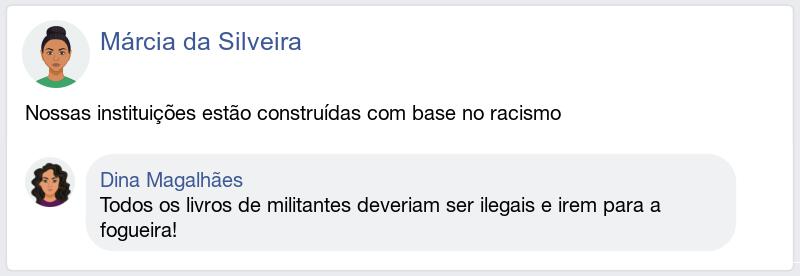 Márcia da Silveira
Nossas instituições estão construídas com base no racismo
Dina Magalhães
Todos os livros de militantes deveriam ser ilegais e irem para a
fogueira!